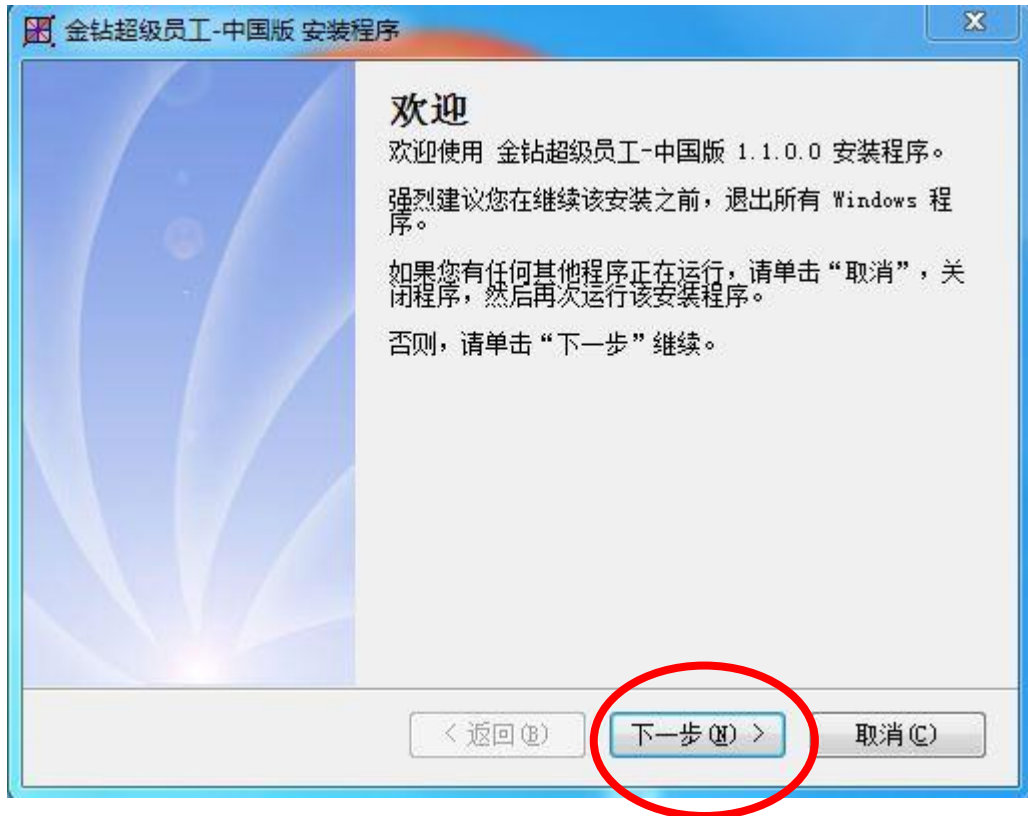 金钻超级员工-中国版 安装程序
欢迎
欢迎使用 金钻超级员工-中国版 1.1.0.0 安装程序。
强烈建议您在继续该安装之前，退出所有 Windows 程
序。
如果您有任何其他程序正在运行，请单击“取消”，关
闭程序，然后再次运行该安装程序。
否则，请单击“下一步”继续。
< 返回(B)
下一步(N) >
取消(C)